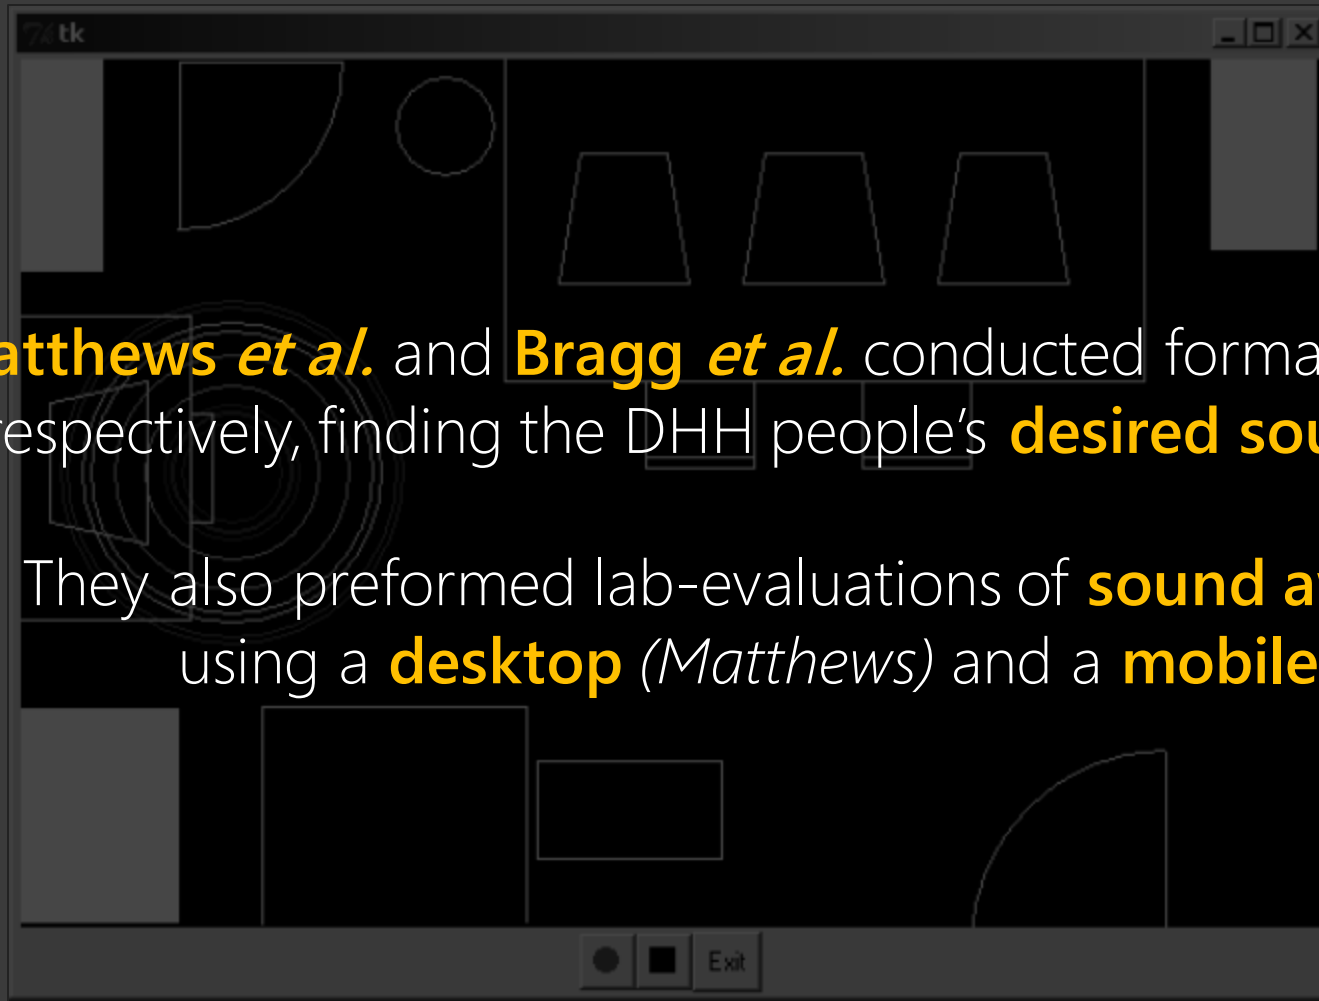 tk
atthews et al. and Bragg et al. conducted forma
respectively, finding the DHH people’s desired sou
They also preformed lab-evaluations of sound a
using a desktop (Matthews) and a mobile
Exit